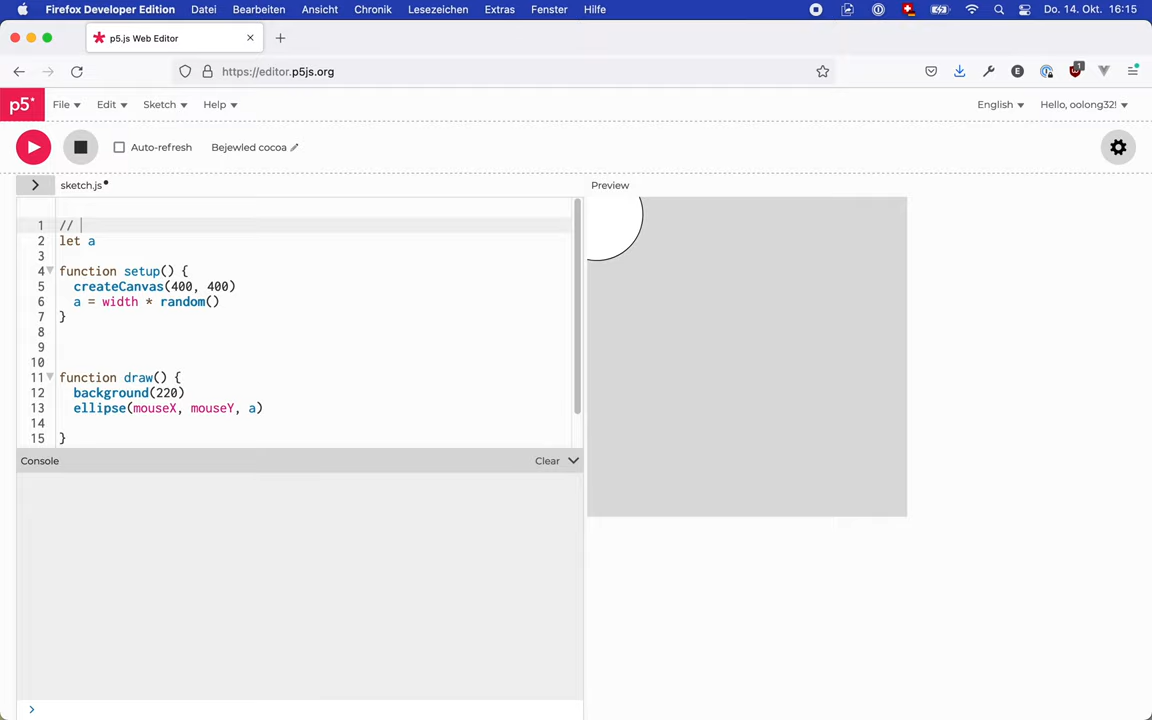 Firefox Developer Edition Datei Bearbeiten Ansicht Chronik Lesezeichen Extras Fenster Hilfe Do. 14. Okt. 16:15
p5.js Web Editor
https://editor.p5js.org E 1
p5* File Edit Sketch Help English Hello, oolong32!
Auto-refresh Bejewled cocoa
sketch.js Preview
1 //
2 let a
3
4 function setup() {
5 createCanvas(400, 400)
6 a = width * random()
7 }
8
9
10
11 function draw() {
12 background(220)
13 ellipse(mouseX, mouseY, a)
14
15 }
Console Clear